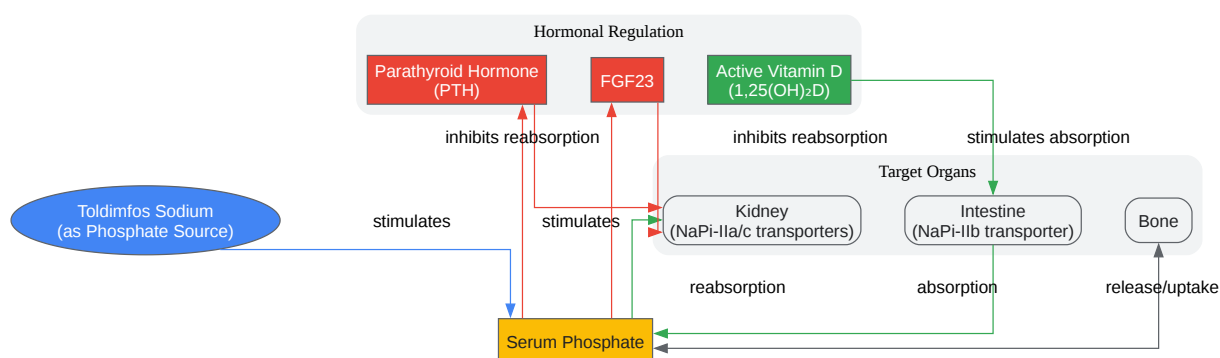 Hormonal Regulation
Parathyroid Hormone
(PTH)
FGF23
Active Vitamin D
(1,25(OH)₂D)
inhibits reabsorption
inhibits reabsorption
stimulates absorption
Target Organs
Toldimfos Sodium
(as Phosphate Source)
stimulates
stimulates
Kidney
(NaPi-IIa/c transporters)
Intestine
(NaPi-IIb transporter)
Bone
reabsorption
absorption
release/uptake
Serum Phosphate